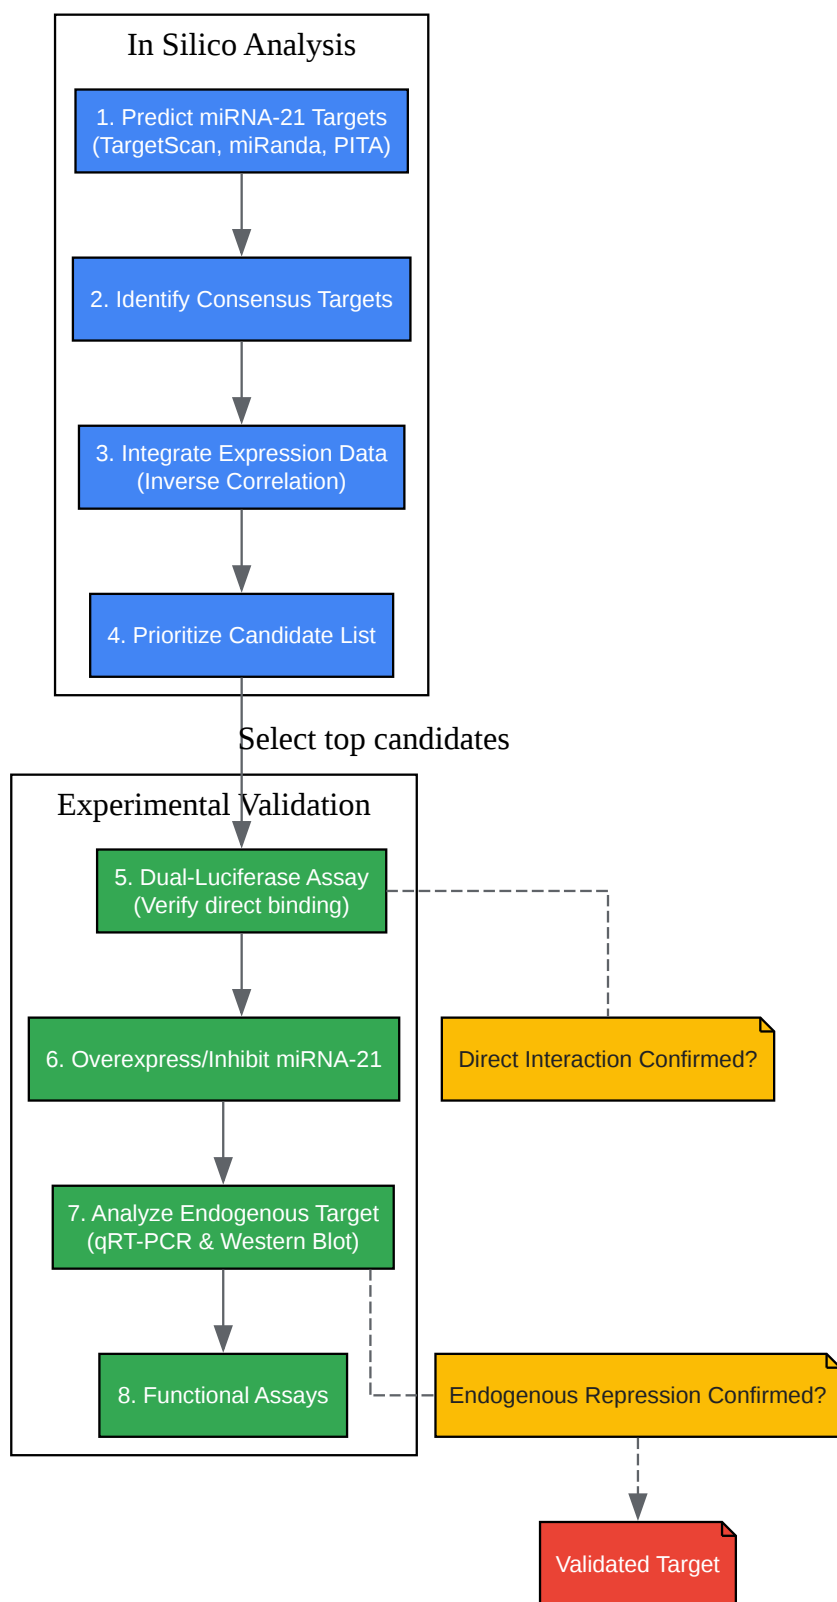 In Silico Analysis
1. Predict miRNA-21 Targets
(TargetScan, miRanda, PITA)
2. Identify Consensus Targets
3. Integrate Expression Data
(Inverse Correlation)
4. Prioritize Candidate List
Select top candidates
Experimental Validation
5. Dual-Luciferase Assay
(Verify direct binding)
6. Overexpress/Inhibit miRNA-21
Direct Interaction Confirmed?
7. Analyze Endogenous Target
(qRT-PCR & Western Blot)
8. Functional Assays
Endogenous Repression Confirmed?
Validated Target